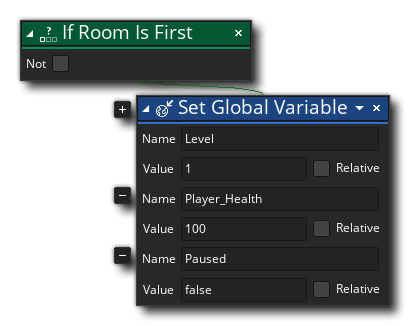 If Room Is First
Not
Set Global Variable
Name Level
Value 1 Relative
Name Player_Health
Value 100 Relative
Name Paused
Value false Relative